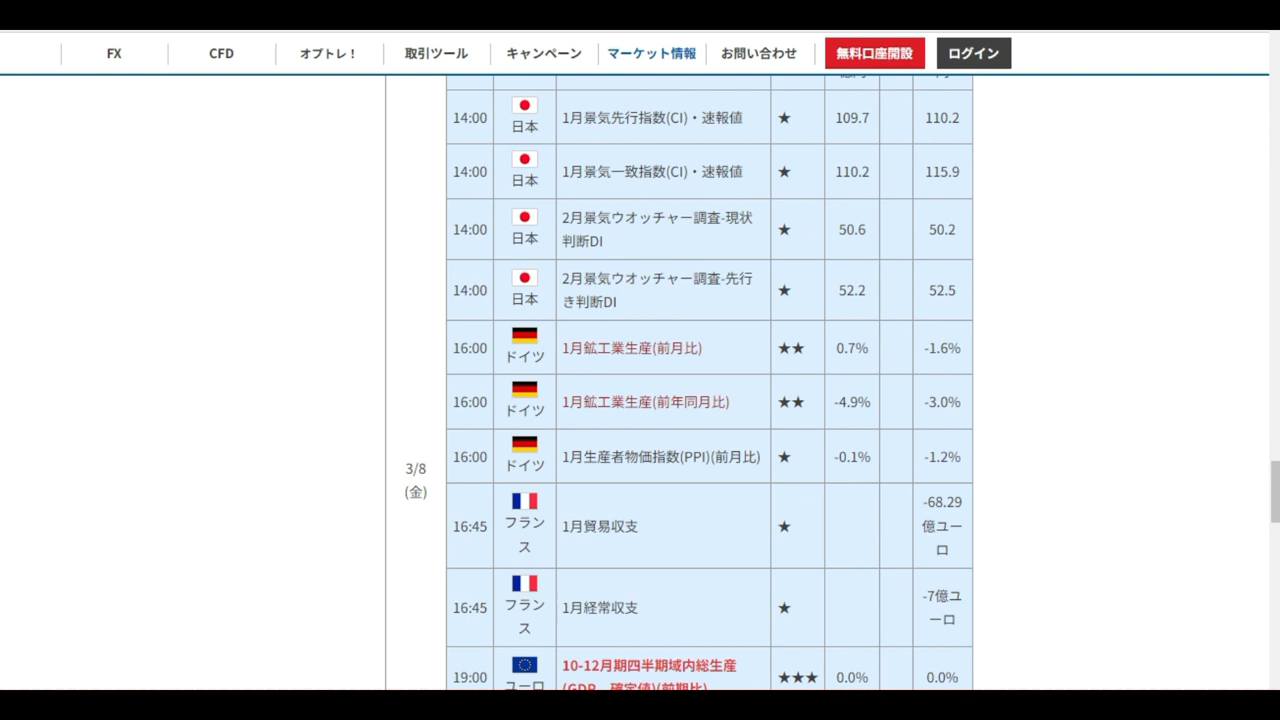 FX
CFD
オプトレ！
取引ツール
キャンペーン
マーケット情報
お問い合わせ
無料口座開設
ログイン
3/8
(金)
14:00
日本
1月景気先行指数(CI)・速報値
★
109.7
110.2
14:00
日本
1月景気一致指数(CI)・速報値
★
110.2
115.9
14:00
日本
2月景気ウオッチャー調査-現状
判断DI
★
50.6
50.2
14:00
日本
2月景気ウオッチャー調査-先行
き判断DI
★
52.2
52.5
16:00
ドイツ
1月鉱工業生産(前月比)
★★
0.7%
-1.6%
16:00
ドイツ
1月鉱工業生産(前年同月比)
★★
-4.9%
-3.0%
16:00
ドイツ
1月生産者物価指数(PPI)(前月比)
★
-0.1%
-1.2%
16:45
フラン
ス
1月貿易収支
★
-68.29
億ユー
ロ
16:45
フラン
ス
1月経常収支
★
-7億ユ
ーロ
19:00
ユーロ
10-12月期四半期域内総生産
(GDP、確定値)(前期比)
★★★
0.0%
0.0%